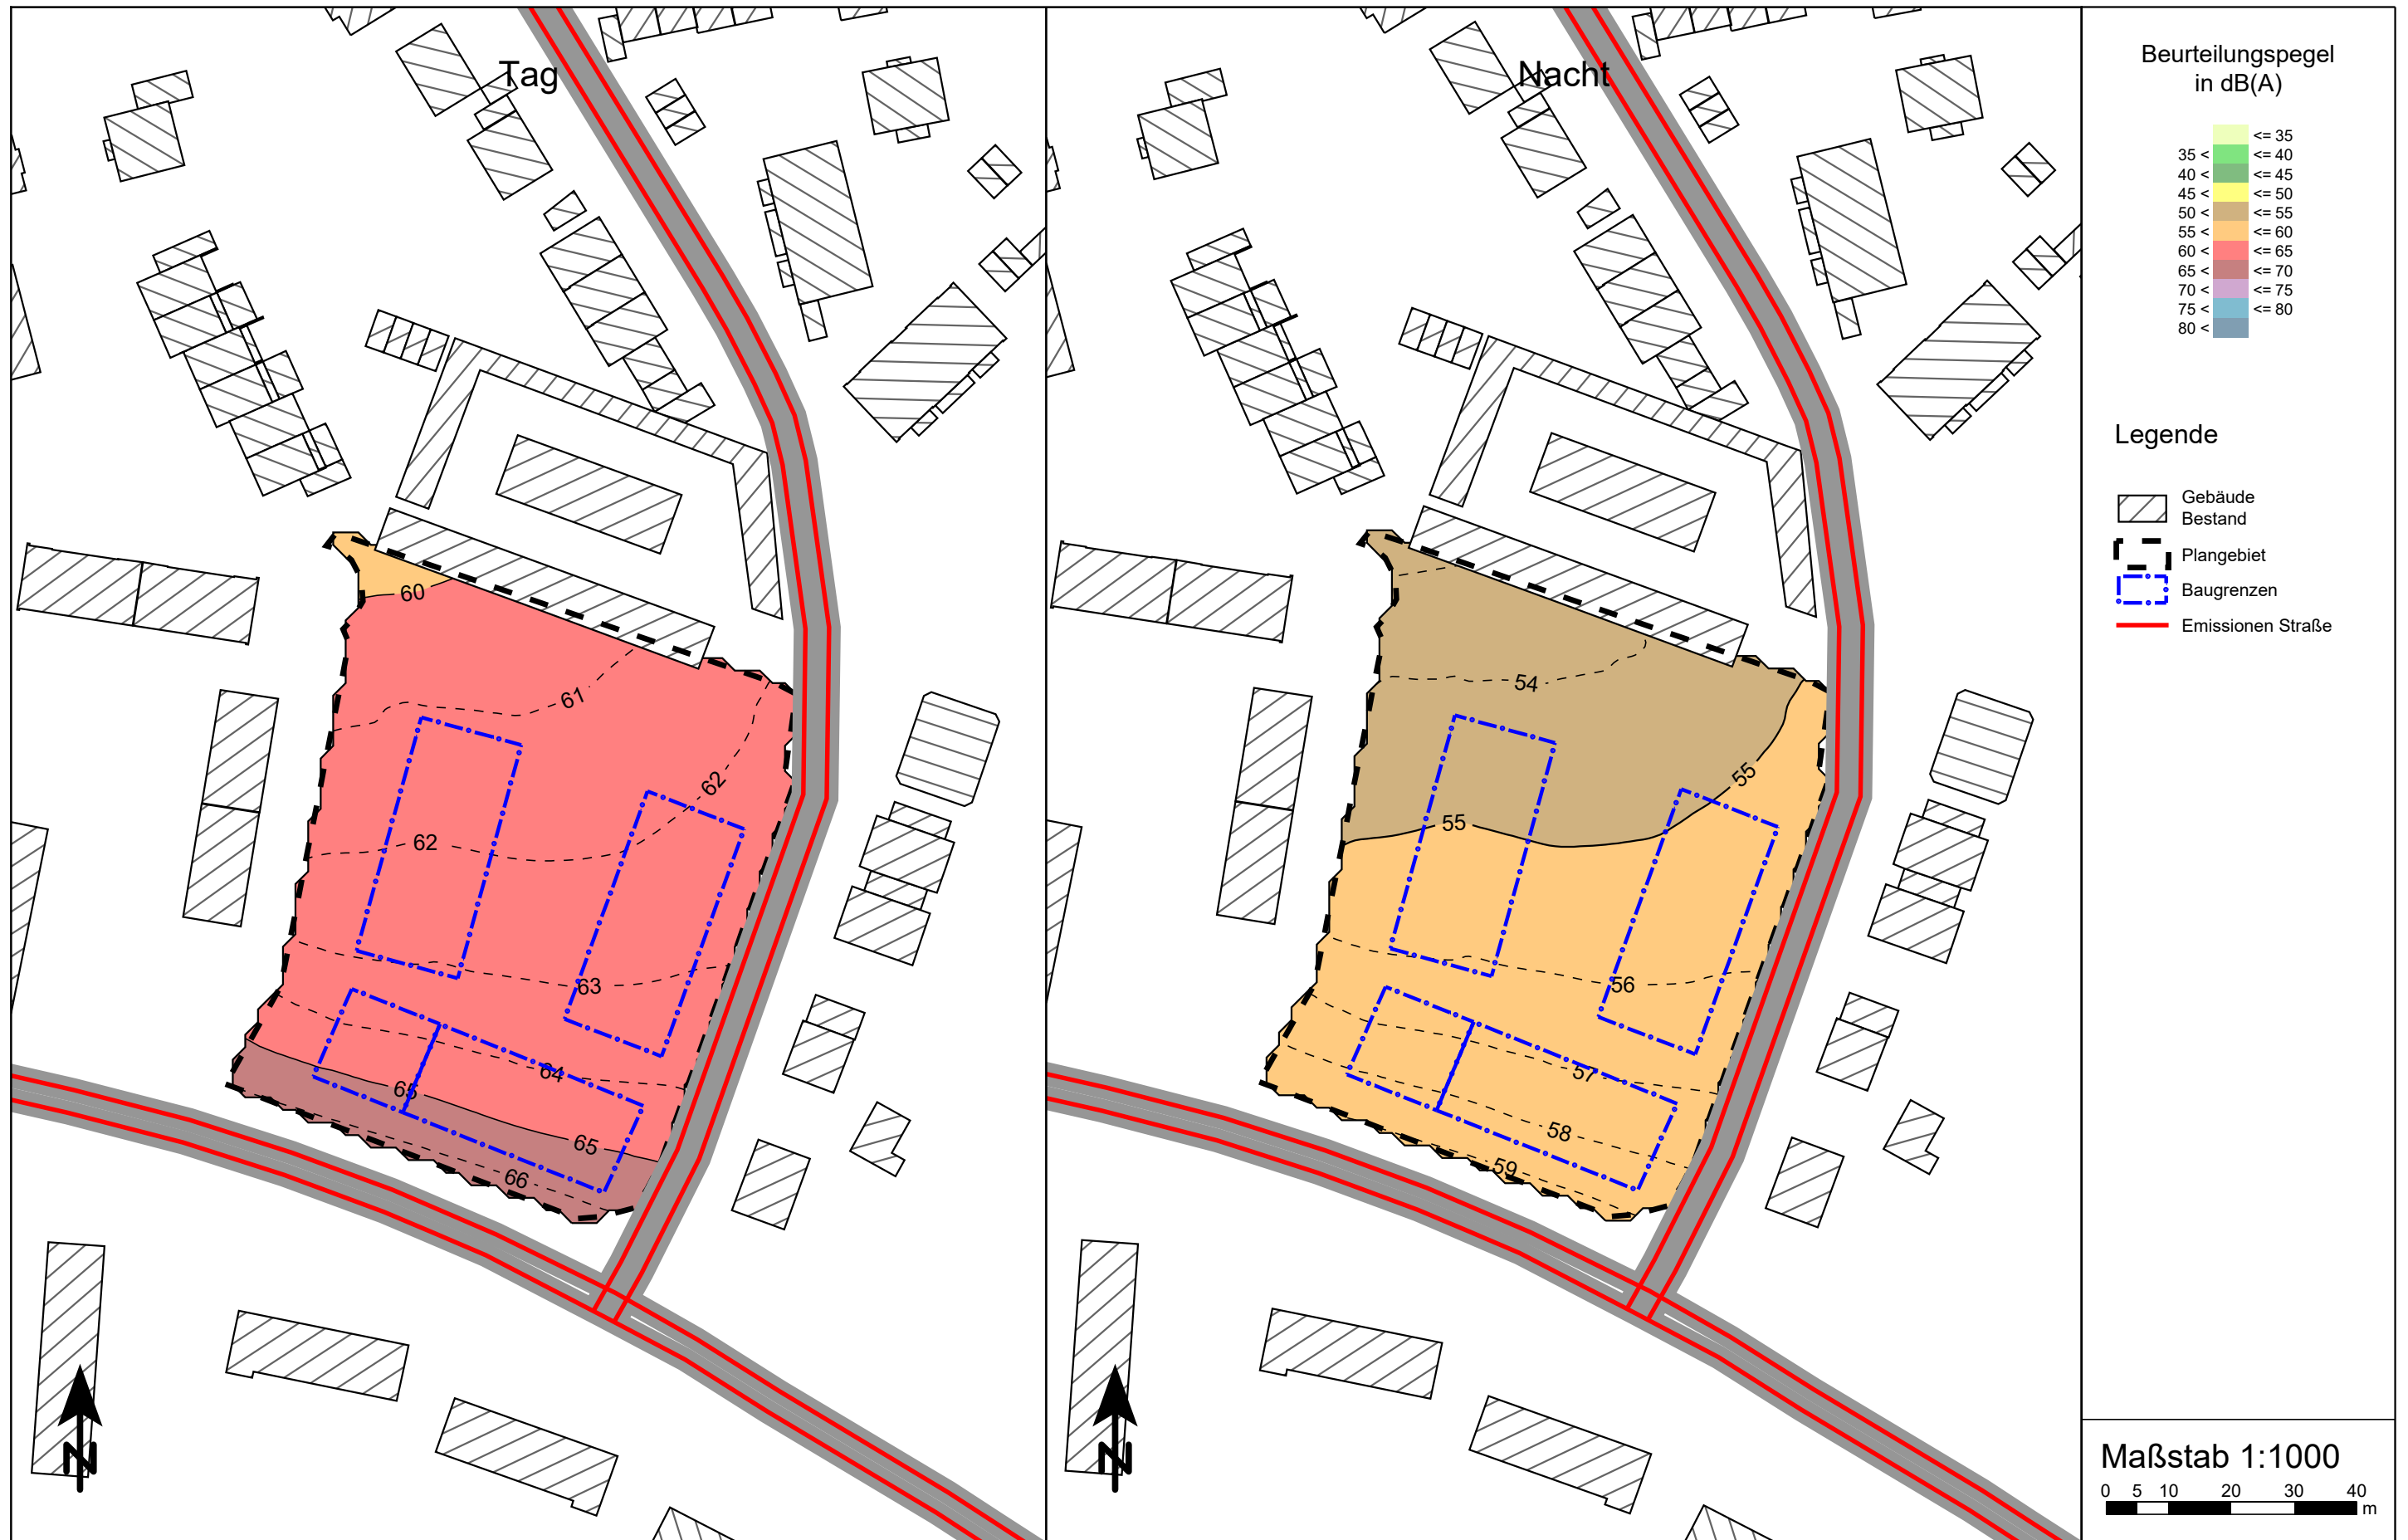 Tag
60
61
62
62
63
64
65
65
66
N
Nacht
54
55
55
56
57
58
59
N
Beurteilungspegel
in dB(A)
<= 35
35 < <= 40
40 < <= 45
45 < <= 50
50 < <= 55
55 < <= 60
60 < <= 65
65 < <= 70
70 < <= 75
75 < <= 80
80 <
Legende
Gebäude
Bestand
Plangebiet
Baugrenzen
Emissionen Straße
Maßstab 1:1000
0 5 10 20 30 40
m